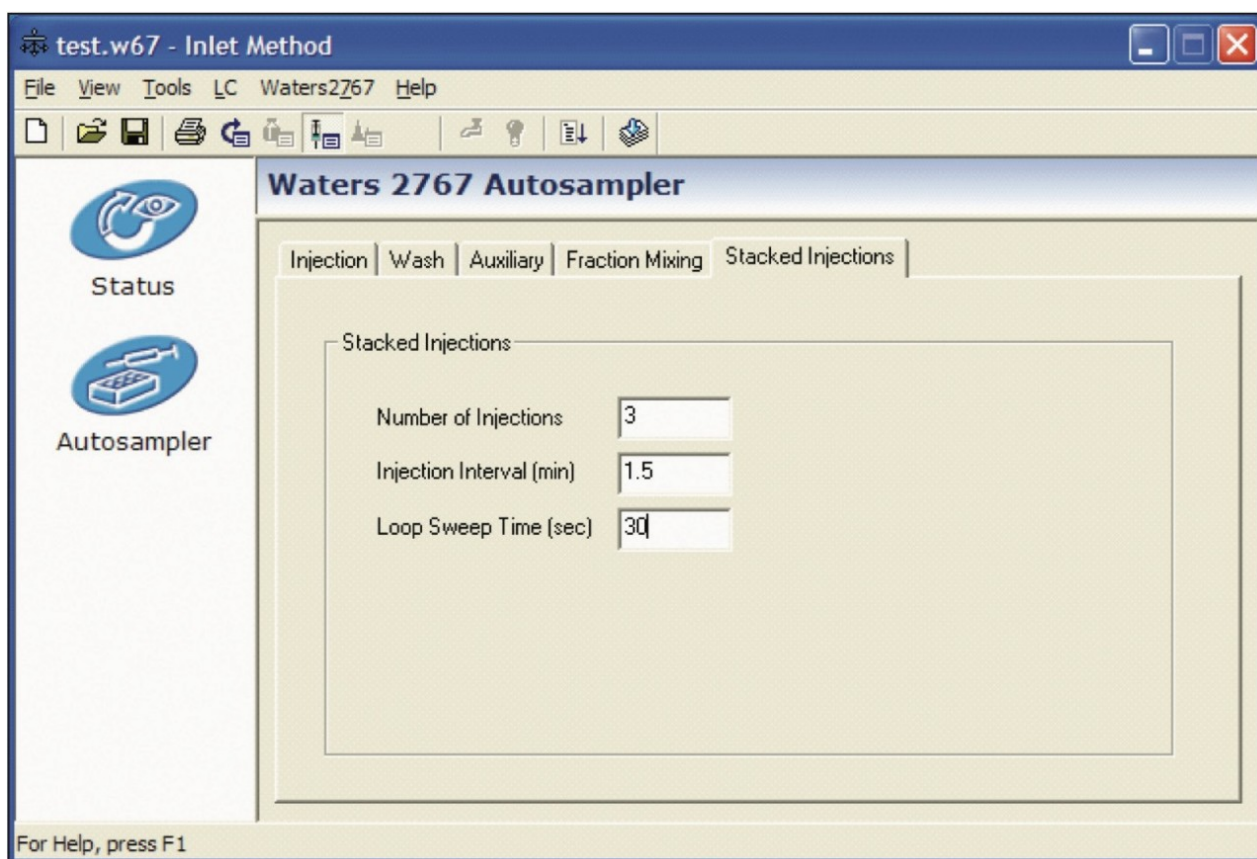 test.w67 - Inlet Method
File View Tools LC Waters2767 Help
Waters 2767 Autosampler
Status
Autosampler
Injection Wash Auxiliary Fraction Mixing Stacked Injections
Stacked Injections
Number of Injections 3
Injection Interval (min) 1.5
Loop Sweep Time (sec) 30
For Help, press F1